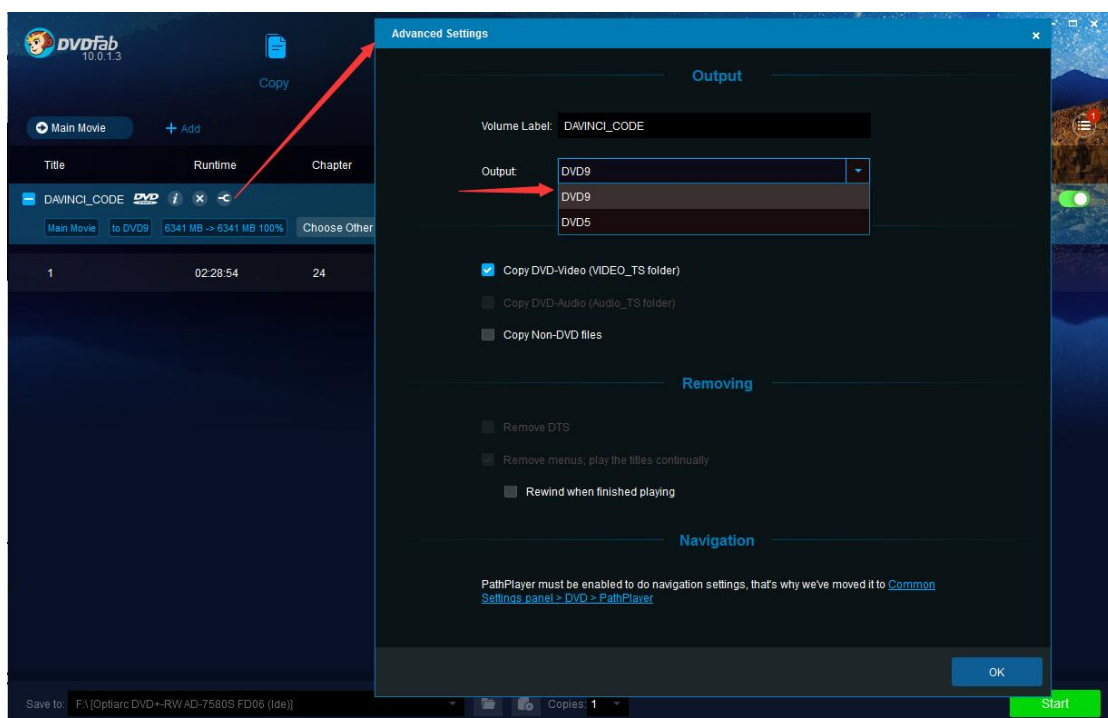 DVDFab
10.0.1.3
Copy
Main Movie
+ Add
Title Runtime Chapter
DAVINCI_CODE DVD i
Main Movie to DVD9 6341 MB -> 6341 MB 100% Choose Other
1 02:28:54 24
Advanced Settings
Output
Volume Label: DAVINCI_CODE
Output: DVD9
DVD9
DVD5
Copy DVD-Video (VIDEO_TS folder)
Copy DVD-Audio (Audio_TS folder)
Copy Non-DVD files
Removing
Remove DTS
Remove menus; play the titles continually
Rewind when finished playing
Navigation
PathPlayer must be enabled to do navigation settings, that's why we've moved it to Common
Settings panel > DVD > PathPlayer
OK
1
Save to: F:\ [Optiarc DVD+-RW AD-7580S FD06 (Ide)] Copies: 1 Start